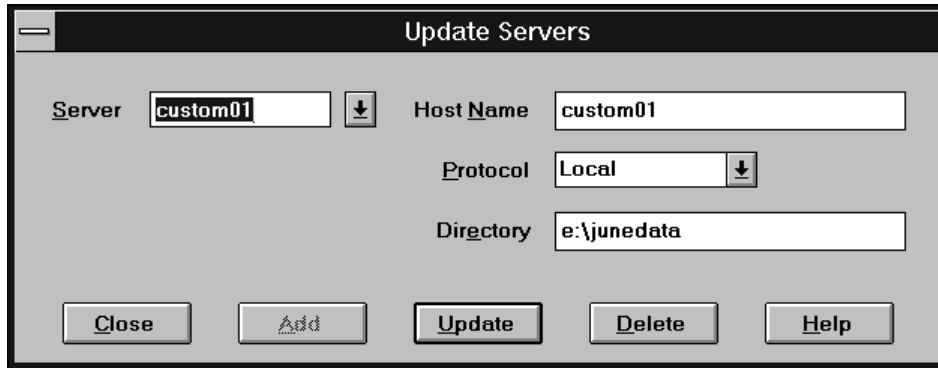 Update Servers
Server custom01 Host Name custom01
Protocol Local
Directory e:\junedata
Close Add Update Delete Help